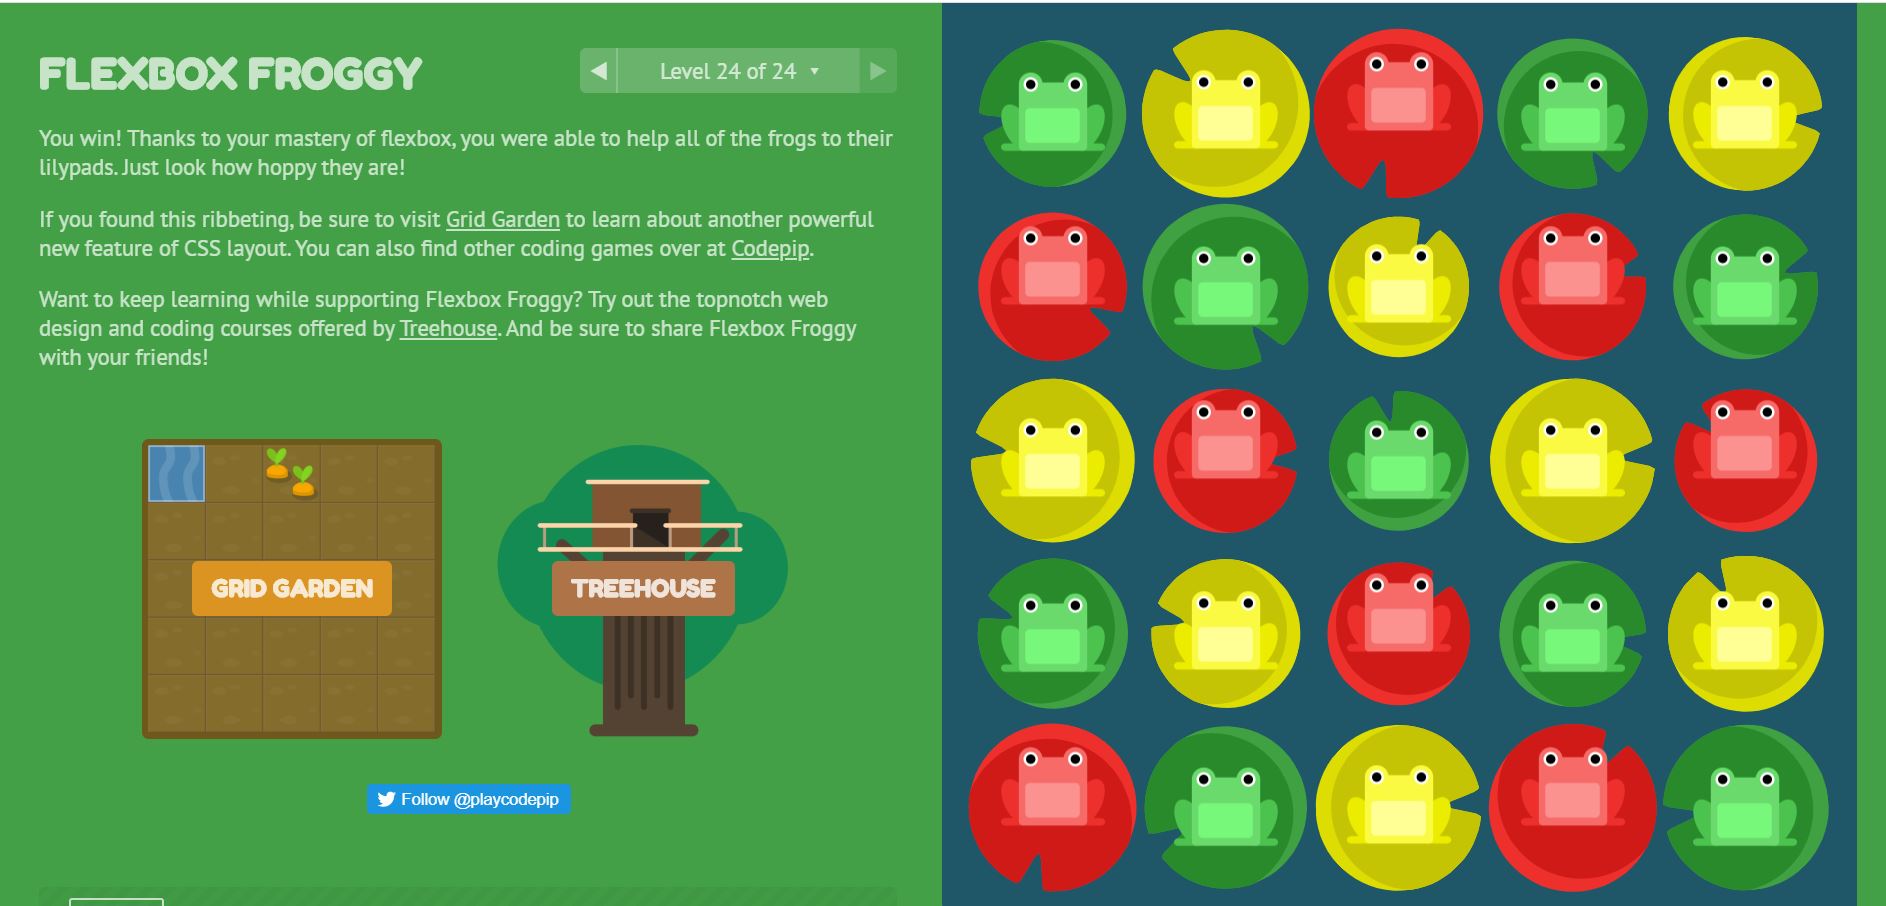 FLEXBOX FROGGY
Level 24 of 24
You win! Thanks to your mastery of flexbox, you were able to help all of the frogs to their
lilypads. Just look how hoppy they are!
If you found this ribbeting, be sure to visit Grid Garden to learn about another powerful
new feature of CSS layout. You can also find other coding games over at Codepip.
Want to keep learning while supporting Flexbox Froggy? Try out the topnotch web
design and coding courses offered by Treehouse. And be sure to share Flexbox Froggy
with your friends!
GRID GARDEN
TREEHOUSE
Follow @playcodepip